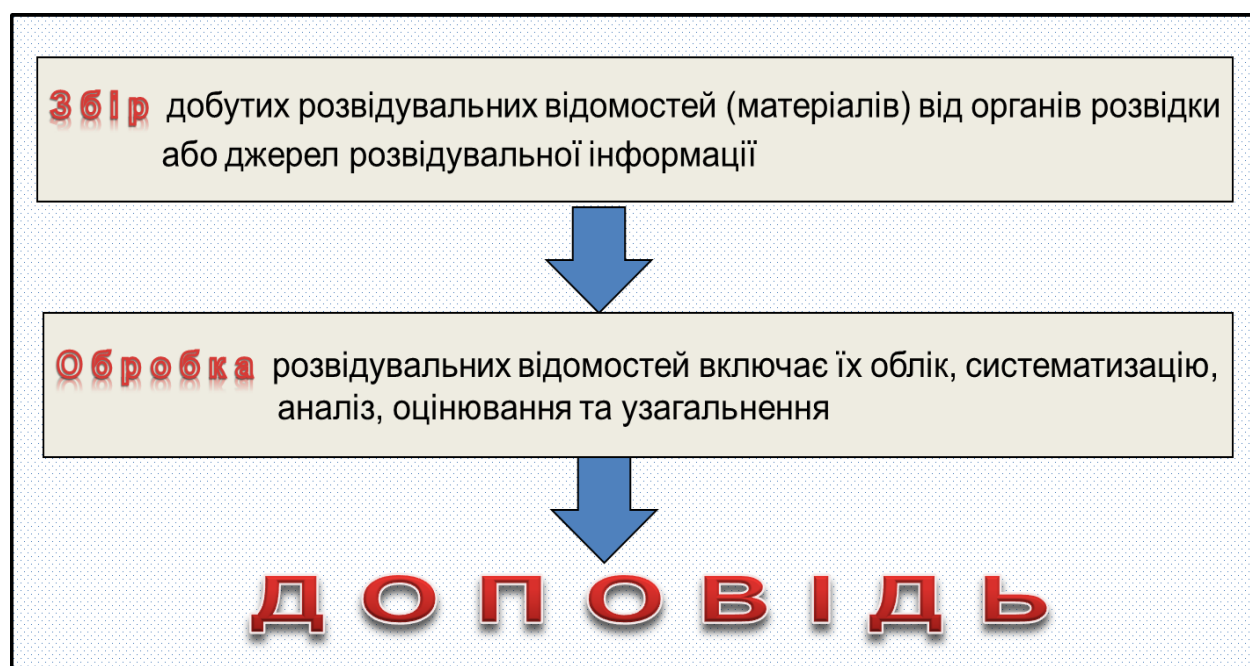 Збір добутих розвідувальних відомостей (матеріалів) від органів розвідки
або джерел розвідувальної інформації
Обробка розвідувальних відомостей включає їх облік, систематизацію,
аналіз, оцінювання та узагальнення
ДОПОВІДЬ